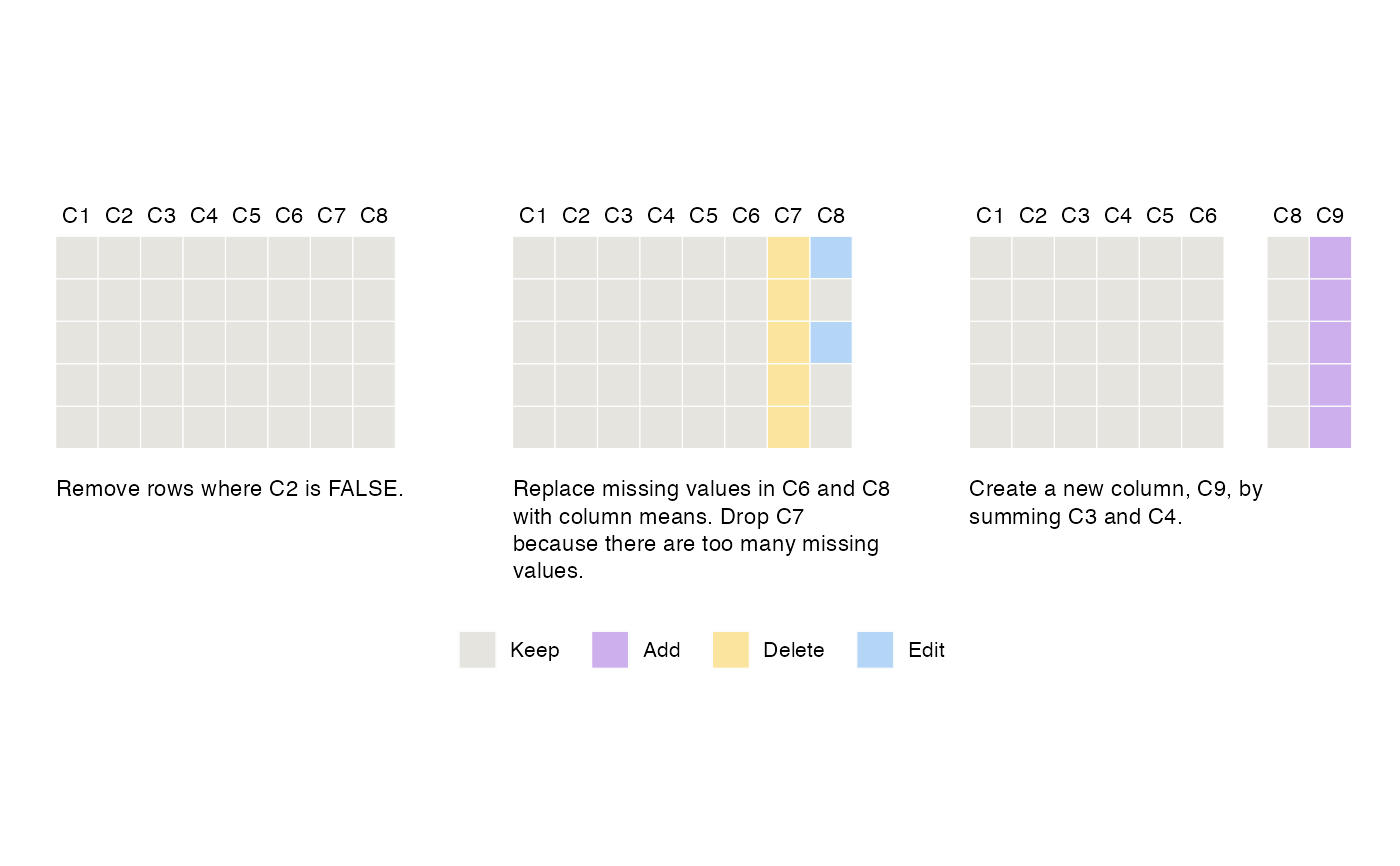 C1 C2 C3 C4 C5 C6 C7 C8
Remove rows where C2 is FALSE.
C1 C2 C3 C4 C5 C6 C7 C8
Replace missing values in C6 and C8
with column means. Drop C7
because there are too many missing
values.
C1 C2 C3 C4 C5 C6 C8 C9
Create a new column, C9, by
summing C3 and C4.
Keep Add Delete Edit